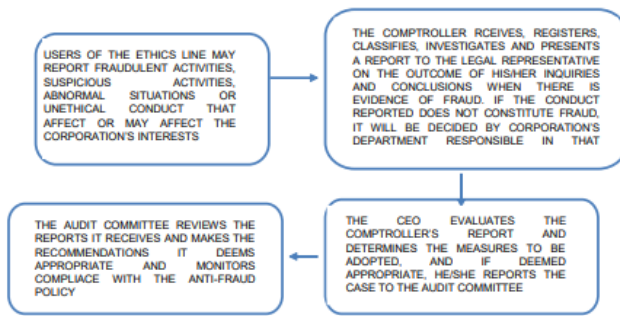 USERS OF THE ETHICS LINE MAY
REPORT FRAUDULENT ACTIVITIES,
SUSPICIOUS ACTIVITIES,
ABNORMAL SITUATIONS OR
UNETHICAL CONDUCT THAT
AFFECT OR MAY AFFECT THE
CORPORATION'S INTERESTS
THE COMPTROLLER RCEIVES, REGISTERS,
CLASSIFIES, INVESTIGATES AND PRESENTS
A REPORT TO THE LEGAL REPRESENTATIVE
ON THE OUTCOME OF HIS/HER INQUIRIES
AND CONCLUSIONS WHEN THERE IS
EVIDENCE OF FRAUD. IF THE CONDUCT
REPORTED DOES NOT CONSTITUTE FRAUD,
IT WILL BE DECIDED BY CORPORATION'S
DEPARTMENT RESPONSIBLE IN THAT
THE CEO EVALUATES THE
COMPTROLLER'S REPORT AND
DETERMINES THE MEASURES TO BE
ADOPTED, AND IF DEEMED
APPROPRIATE, HE/SHE REPORTS THE
CASE TO THE AUDIT COMMITTEE
THE AUDIT COMMITTEE REVIEWS THE
REPORTS IT RECEIVES AND MAKES THE
RECOMMENDATIONS IT DEEMS
APPROPRIATE AND MONITORS
COMPLIACE WITH THE ANTI-FRAUD
POLICY